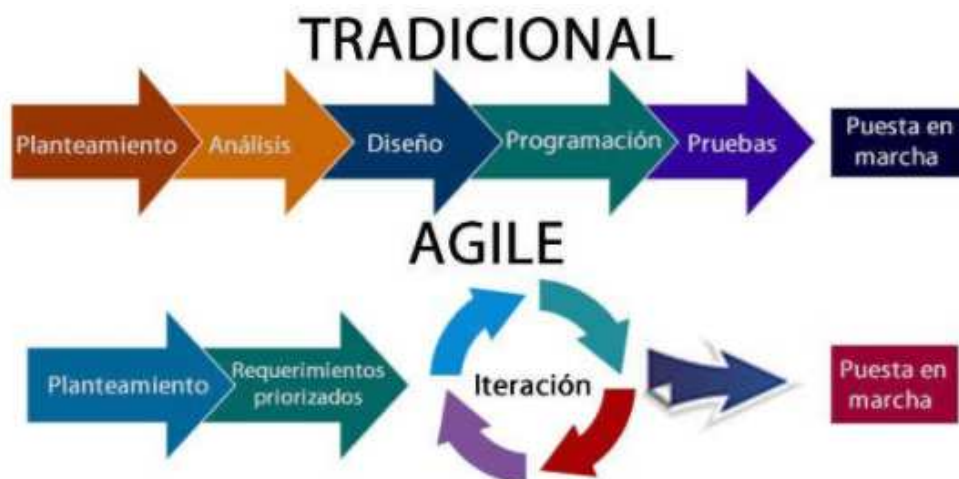 TRADICIONAL
Planteamiento
Análisis
Diseño
Programación
Pruebas
Puesta en
marcha
AGILE
Planteamiento
Requerimientos
priorizados
Iteración
Puesta en
marcha